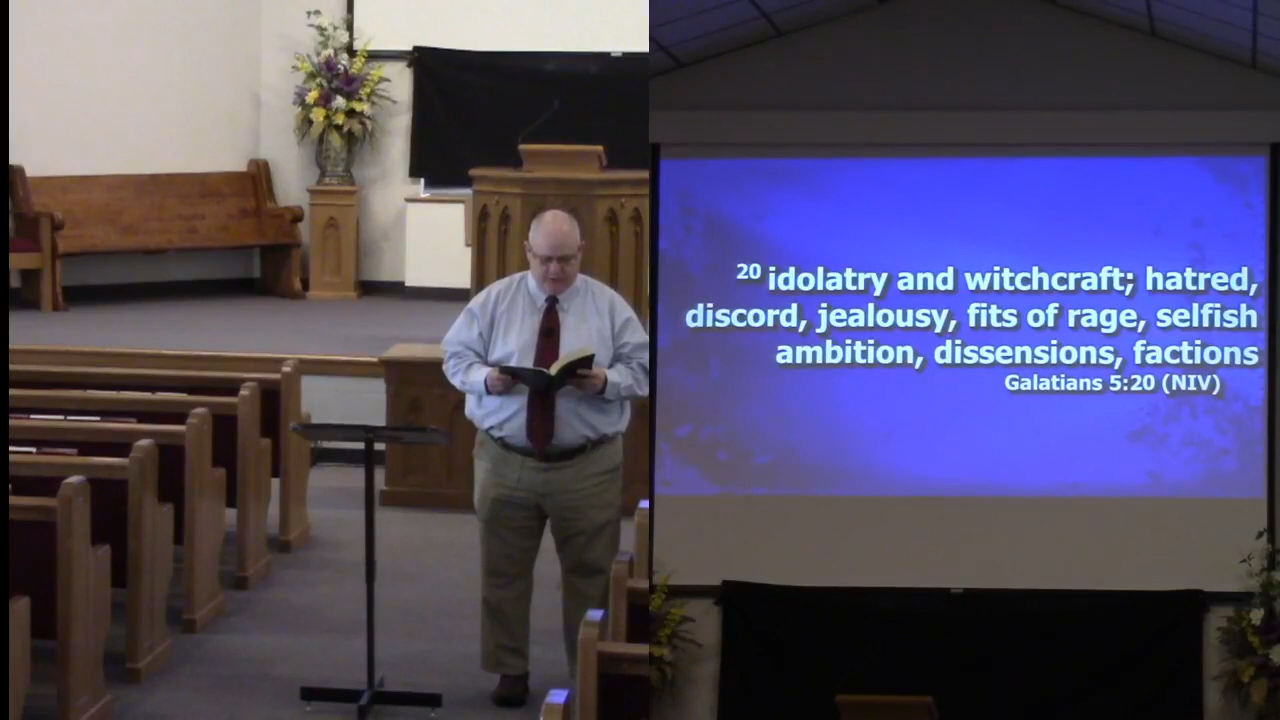 20 idolatry and witchcraft; hatred,
discord, jealousy, fits of rage, selfish
ambition, dissensions, factions
Galatians 5:20 (NIV)